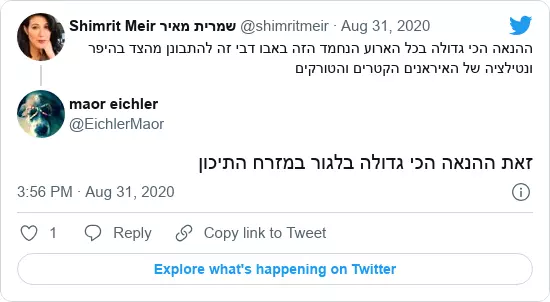 Shimrit Meir שמרית מאיר @shimritmeir · Aug 31, 2020
ההנאה הכי גדולה בכל הארוע הנחמד הזה באבו דבי זה להתבונן מהצד בהיפר
ונטילציה של האיראנים הקטרים והטורקים
maor eichler
@EichlerMaor
זאת ההנאה הכי גדולה בלגור במזרח התיכון
3:56 PM · Aug 31, 2020
1 Reply Copy link to Tweet
Explore what's happening on Twitter